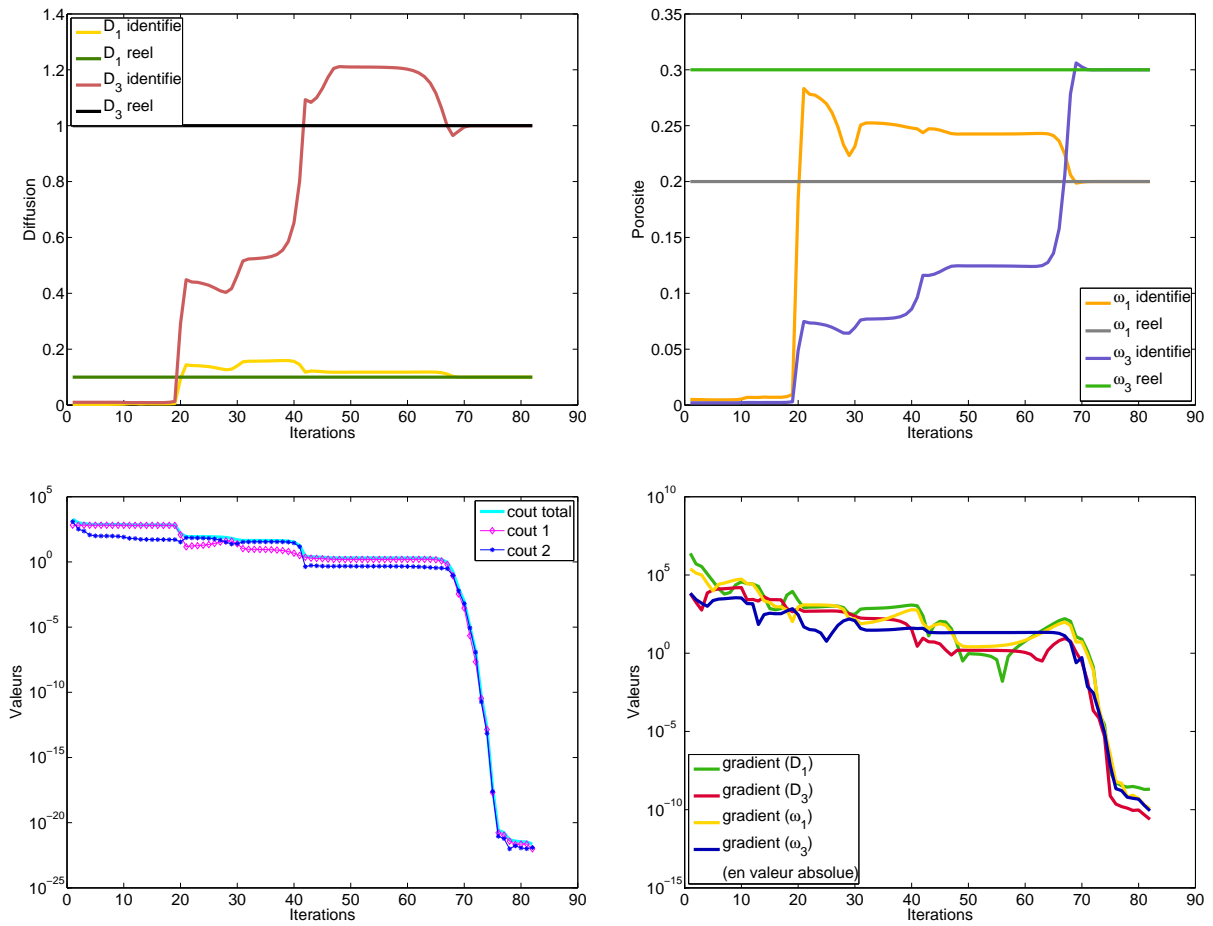 D1 identifie
D1 reel
D3 identifie
D3 reel
0
0.2
0.4
0.6
0.8
1
1.2
1.4
Diffusion
0 10 20 30 40 50 60 70 80 90
Iterations
0
0.05
0.1
0.15
0.2
0.25
0.3
0.35
Porosite
ω1 identifie
ω1 reel
ω3 identifie
ω3 reel
0 10 20 30 40 50 60 70 80 90
Iterations
10^5
10^0
10^−5
10^−10
10^−15
10^−20
10^−25
Valeurs
cout total
cout 1
cout 2
0 10 20 30 40 50 60 70 80 90
Iterations
10^10
10^5
10^0
10^−5
10^−10
10^−15
Valeurs
gradient (D1)
gradient (D3)
gradient (ω1)
gradient (ω3)
(en valeur absolue)
0 10 20 30 40 50 60 70 80 90
Iterations